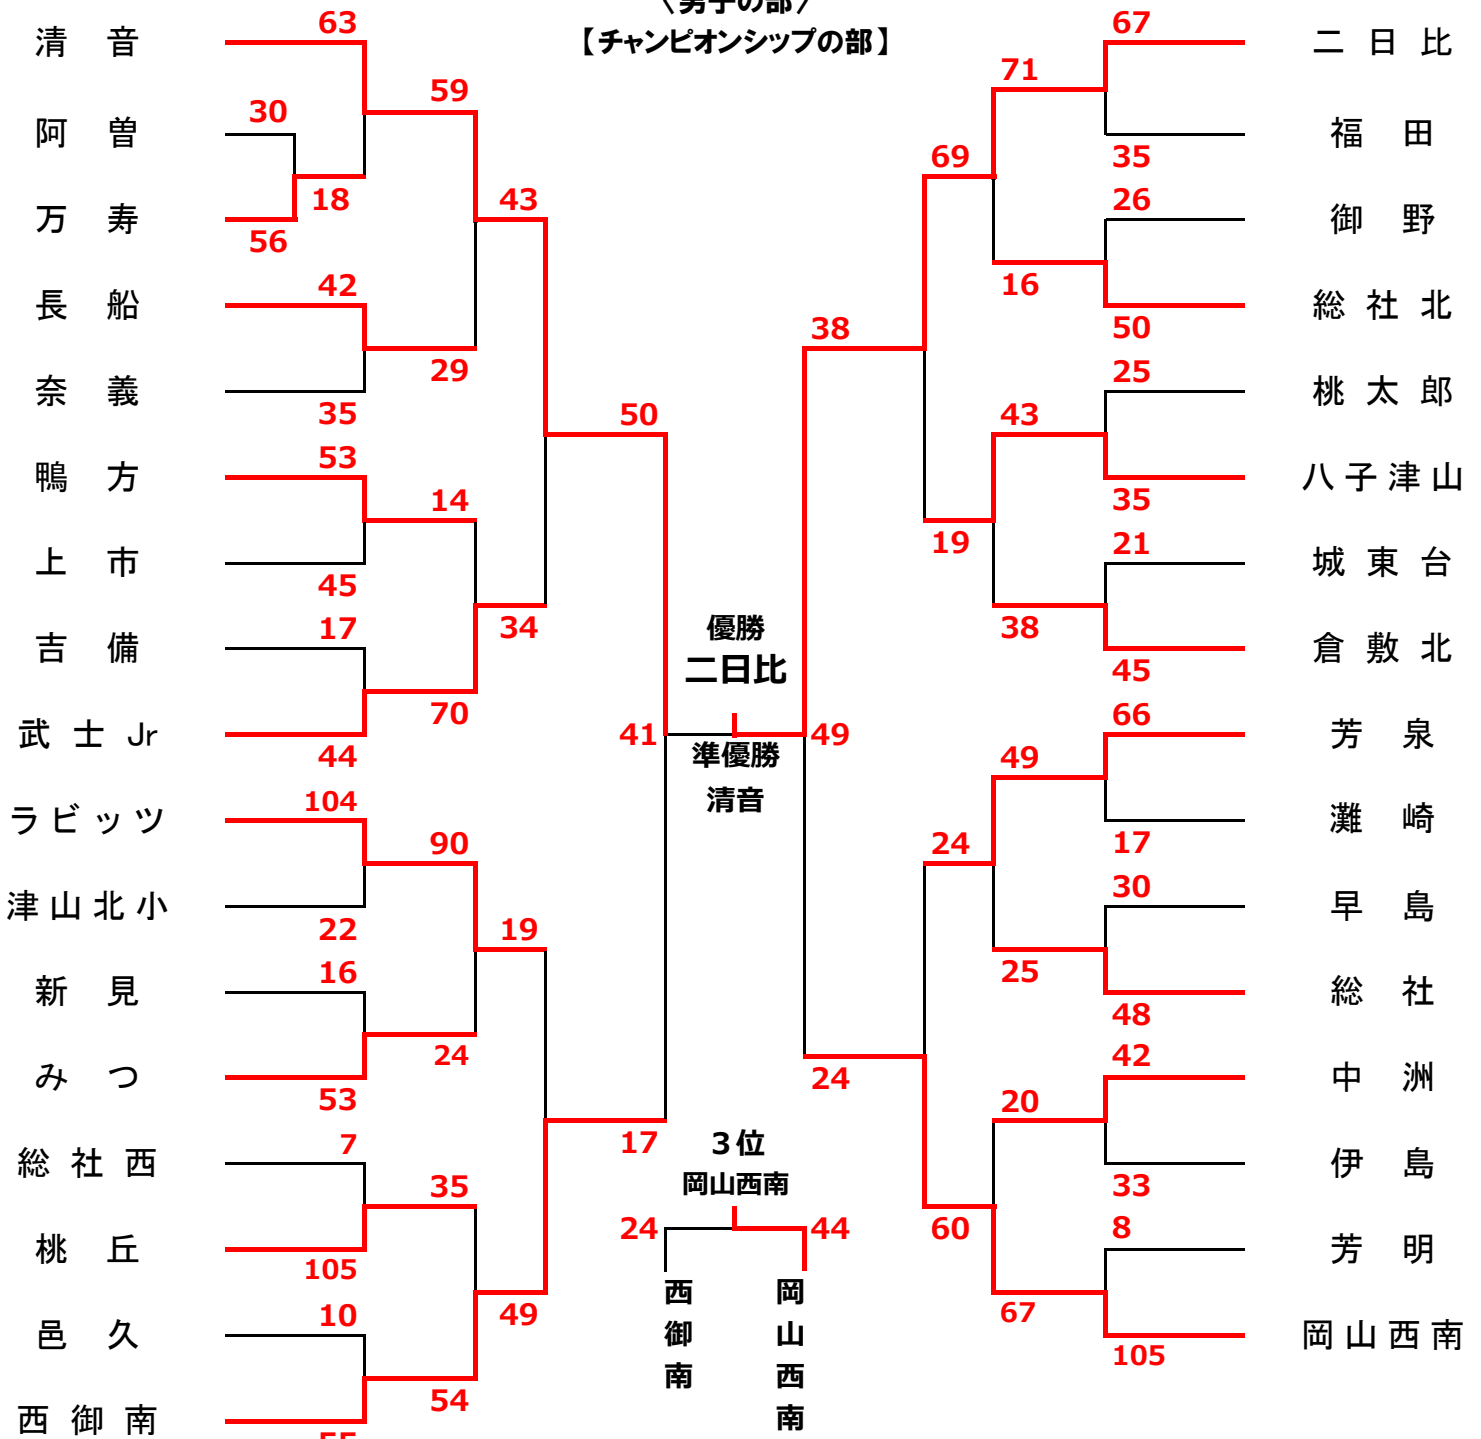 〈男子の部〉
【チャンピオンシップの部】
清音
63
阿曽
30
万寿
56
18
59
長船
42
奈義
35
29
43
鴨方
53
上市
45
14
吉備
17
武士Jr
44
70
34
50
ラビッツ
104
津山北小
22
90
新見
16
みつ
53
24
19
総社西
7
桃丘
105
35
邑久
10
西御南
55
54
49
17
41
優勝
二日比
準優勝
清音
49
3位
岡山西南
24
44
西御南
岡山西南
38
24
69
19
24
60
71
16
43
38
49
25
20
67
67
二日比
35
福田
26
御野
50
総社北
25
桃太郎
35
八子津山
21
城東台
45
倉敷北
66
芳泉
17
灘崎
30
早島
48
総社
42
中洲
33
伊島
8
芳明
105
岡山西南